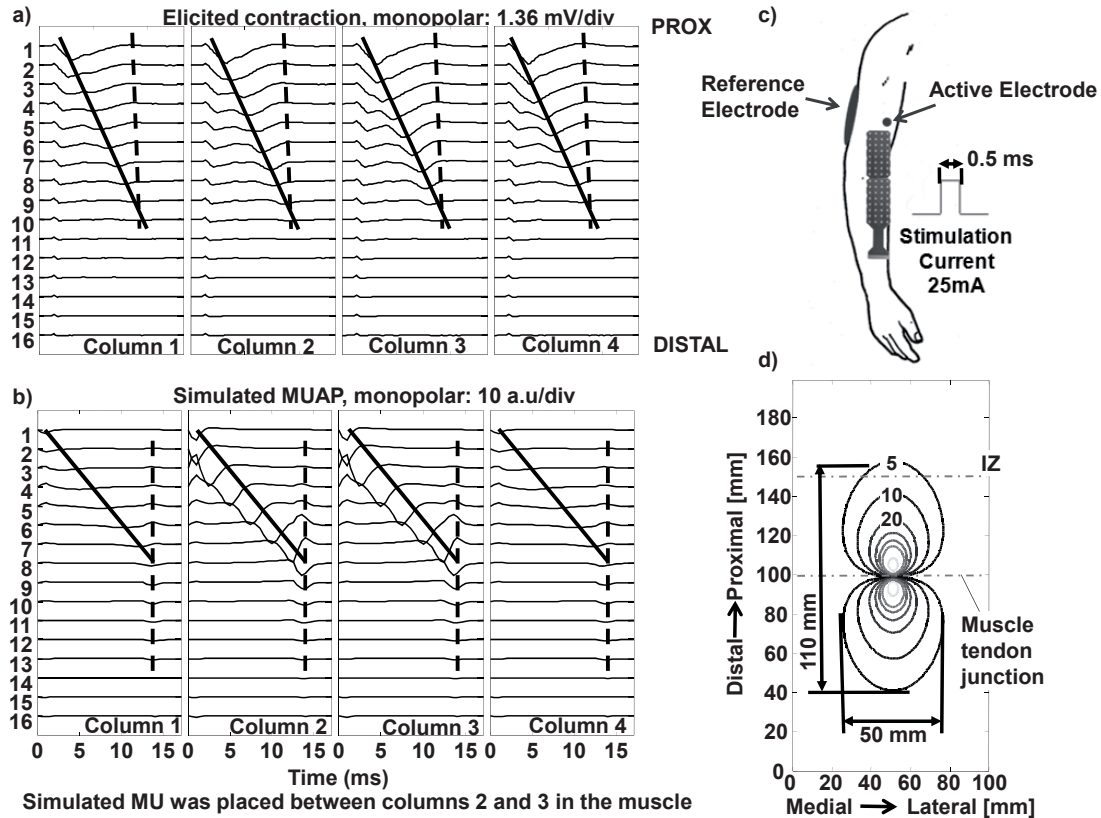 a) Elicited contraction, monopolar: 1.36 mV/div
PROX
1
2
3
4
5
6
7
8
9
10
11
12
13
14
15
16
Column 1 Column 2 Column 3 Column 4
DISTAL
b) Simulated MUAP, monopolar: 10 a.u/div
1
2
3
4
5
6
7
8
9
10
11
12
13
14
15
16
Column 1 Column 2 Column 3 Column 4
0 5 10 15 0 5 10 15 0 5 10 15 0 5 10 15
Time (ms)
Simulated MU was placed between columns 2 and 3 in the muscle
c)
Reference
Electrode
Active Electrode
0.5 ms
Stimulation
Current
25mA
d)
180
160
140
120
100
80
60
40
20
0
Distal → Proximal [mm]
5
10
20
IZ
110 mm
50 mm
Muscle
tendon
junction
0 20 40 60 80 100
Medial → Lateral [mm]